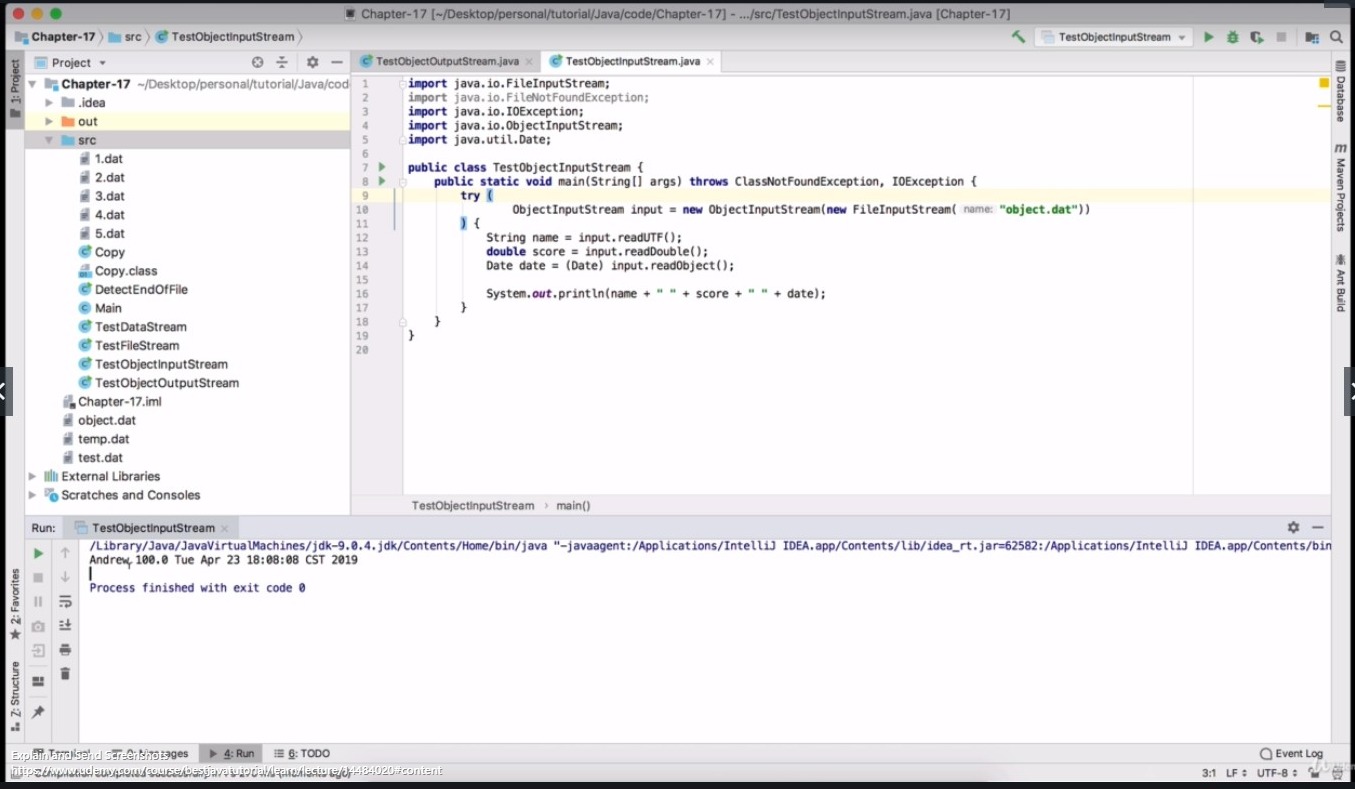 Chapter-17 [~/Desktop/personal/tutorial/Java/code/Chapter-17] - .../src/TestObjectInputStream.java [Chapter-17]
Chapter-17 src TestObjectInputStream
TestObjectInputStream
1: Project
Project
TestObjectOutputStream.java
TestObjectInputStream.java
Chapter-17 ~/Desktop/personal/tutorial/Java/cod
.idea
out
src
1.dat
2.dat
3.dat
4.dat
5.dat
Copy
Copy.class
DetectEndOfFile
Main
TestDataStream
TestFileStream
TestObjectInputStream
TestObjectOutputStream
Chapter-17.iml
object.dat
temp.dat
test.dat
External Libraries
Scratches and Consoles
1 import java.io.FileInputStream;
2 import java.io.FileNotFoundException;
3 import java.io.IOException;
4 import java.io.ObjectInputStream;
5 import java.util.Date;
6
7 public class TestObjectInputStream {
8 public static void main(String[] args) throws ClassNotFoundException, IOException {
9 try (
10 ObjectInputStream input = new ObjectInputStream(new FileInputStream( name: "object.dat"))
11 ) {
12 String name = input.readUTF();
13 double score = input.readDouble();
14 Date date = (Date) input.readObject();
15
16 System.out.println(name + " " + score + " " + date);
17 }
18 }
19 }
20
TestObjectInputStream › main()
Database
Maven Projects
Ant Build
Run: TestObjectInputStream
/Library/Java/JavaVirtualMachines/jdk-9.0.4.jdk/Contents/Home/bin/java "-javaagent:/Applications/IntelliJ IDEA.app/Contents/lib/idea_rt.jar=62582:/Applications/IntelliJ IDEA.app/Contents/bin
Andrew 100.0 Tue Apr 23 18:08:08 CST 2019
Process finished with exit code 0
2: Favorites
Z: Structure
Explain and Send Screenshots
4: Run
6: TODO
Event Log
https://www.udemy.com/course/bestjavatutorial/learn/lecture/14484020#content
3:1 LF UTF-8